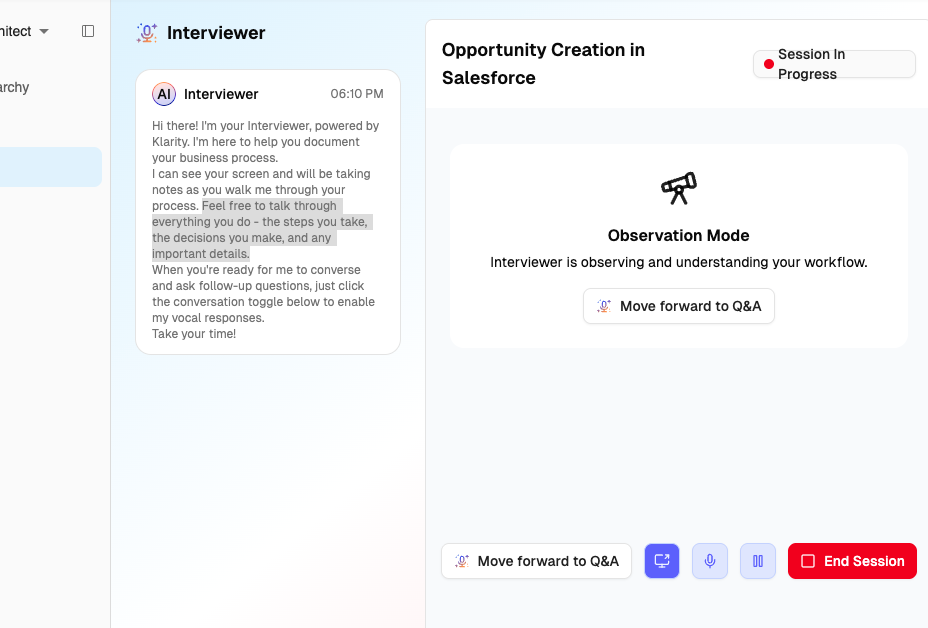 hitect
archy
Interviewer
AI Interviewer 06:10 PM
Hi there! I'm your Interviewer, powered by
Klarity. I'm here to help you document
your business process.
I can see your screen and will be taking
notes as you walk me through your
process. Feel free to talk through
everything you do - the steps you take,
the decisions you make, and any
important details.
When you're ready for me to converse
and ask follow-up questions, just click
the conversation toggle below to enable
my vocal responses.
Take your time!
Opportunity Creation in
Salesforce
Session In
Progress
Observation Mode
Interviewer is observing and understanding your workflow.
Move forward to Q&A
Move forward to Q&A
End Session